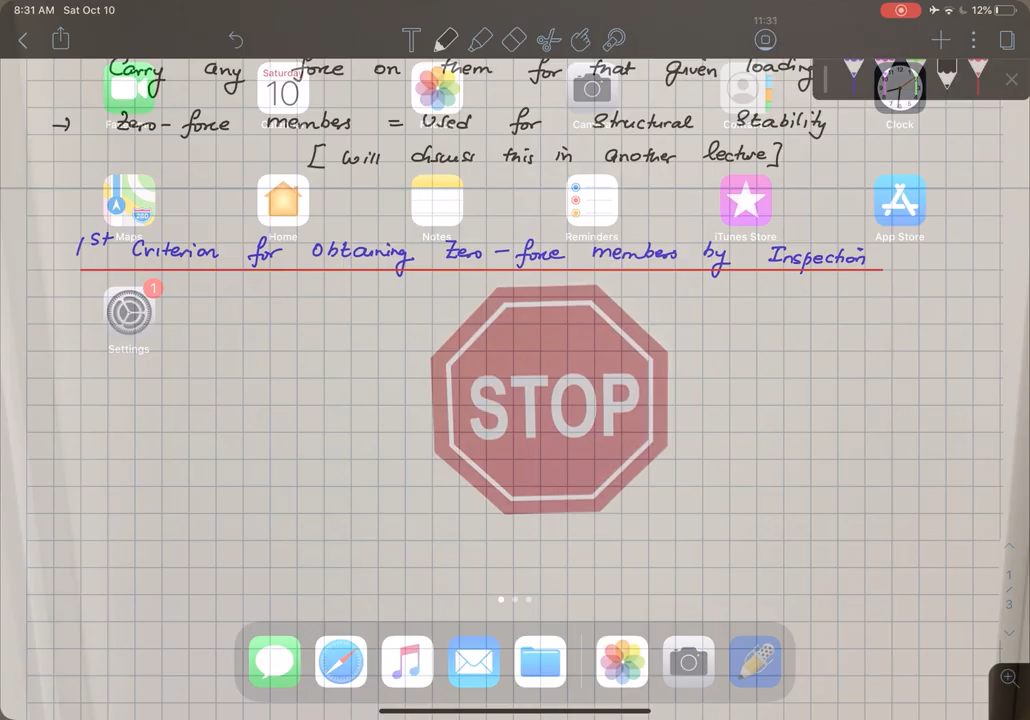 8:31 AM Sat Oct 10
12%
11:33
T
Carry any force on them for that given loading
Saturday
10
Clock
→ Zero-force members = used for Structural Stability
[ will discuss this in another lecture ]
Maps
Home
Notes
Reminders
iTunes Store
App Store
280
1st Criterion for obtaining Zero-force members by Inspection
1
Settings
STOP
1
3